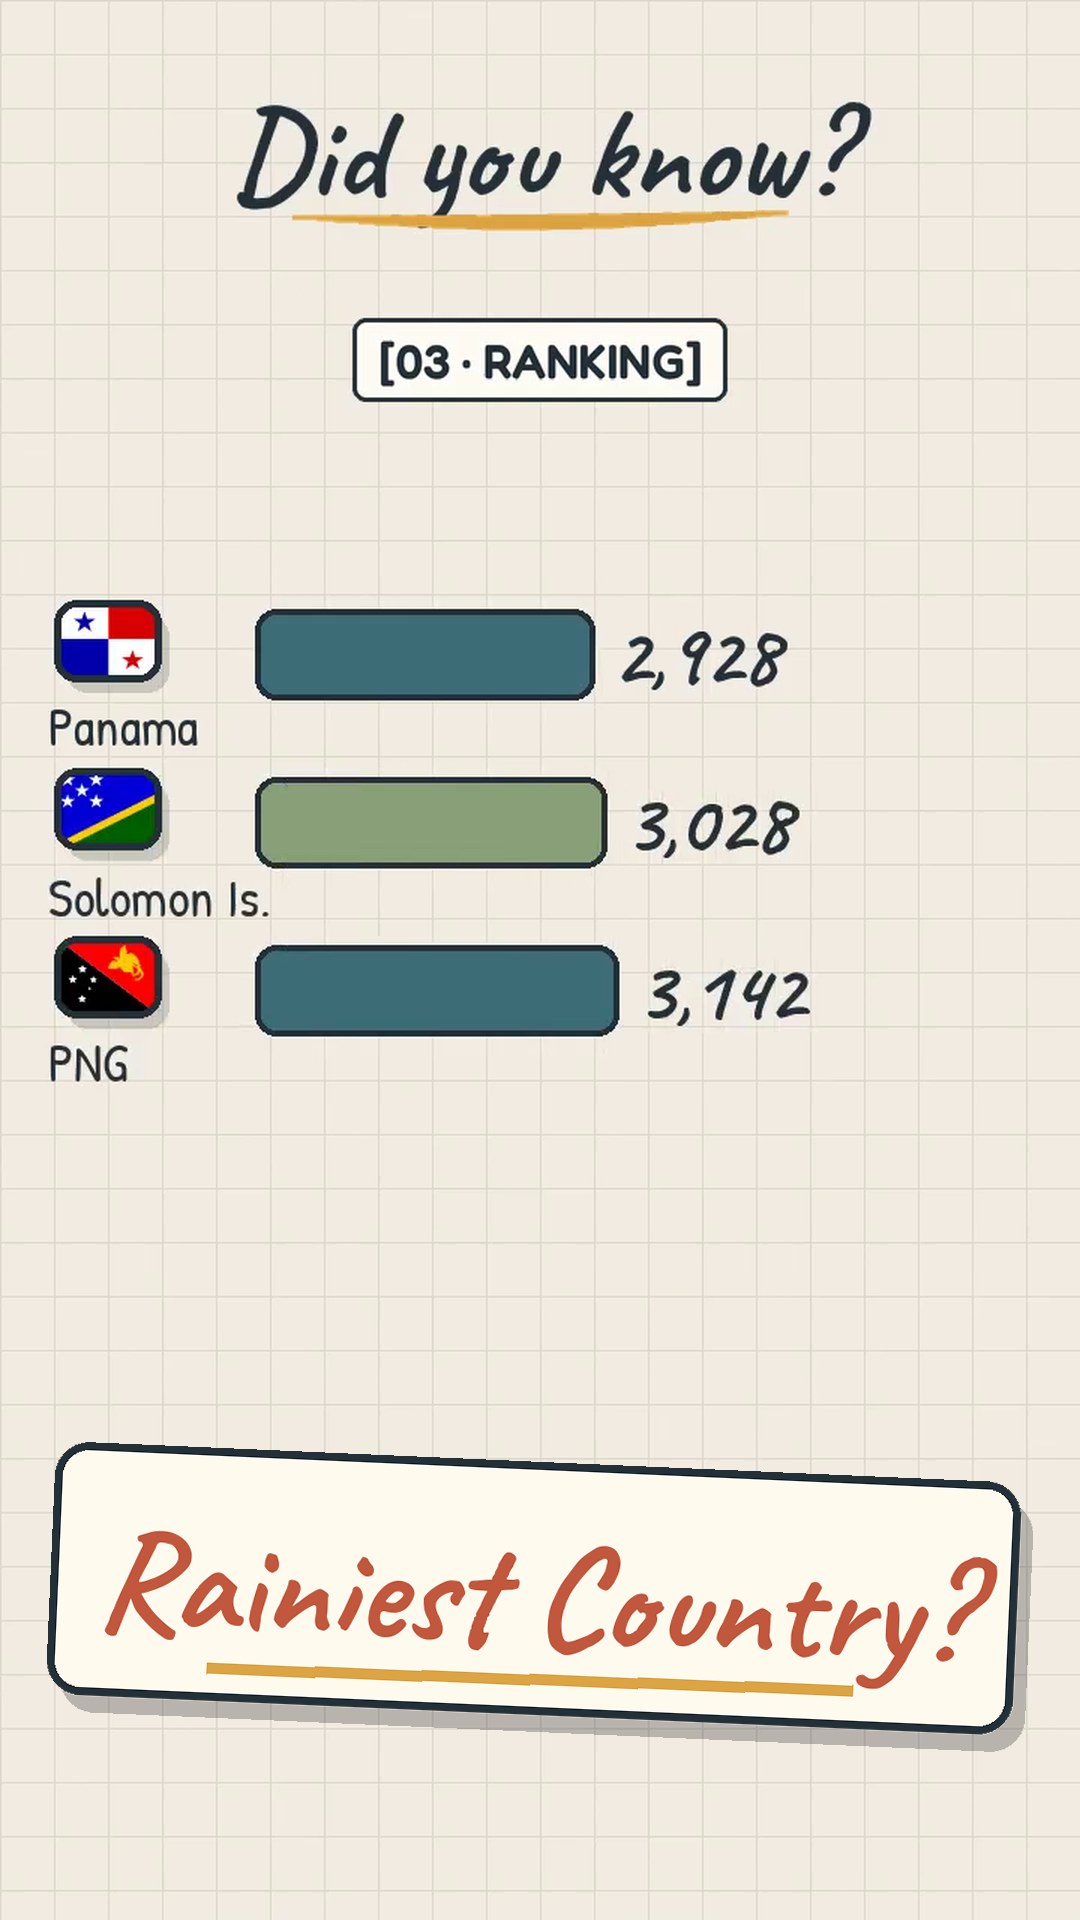 Did you know?
[03 · RANKING]
2,928
Panama
3,028
Solomon Is.
3,142
PNG
Rainiest Country?